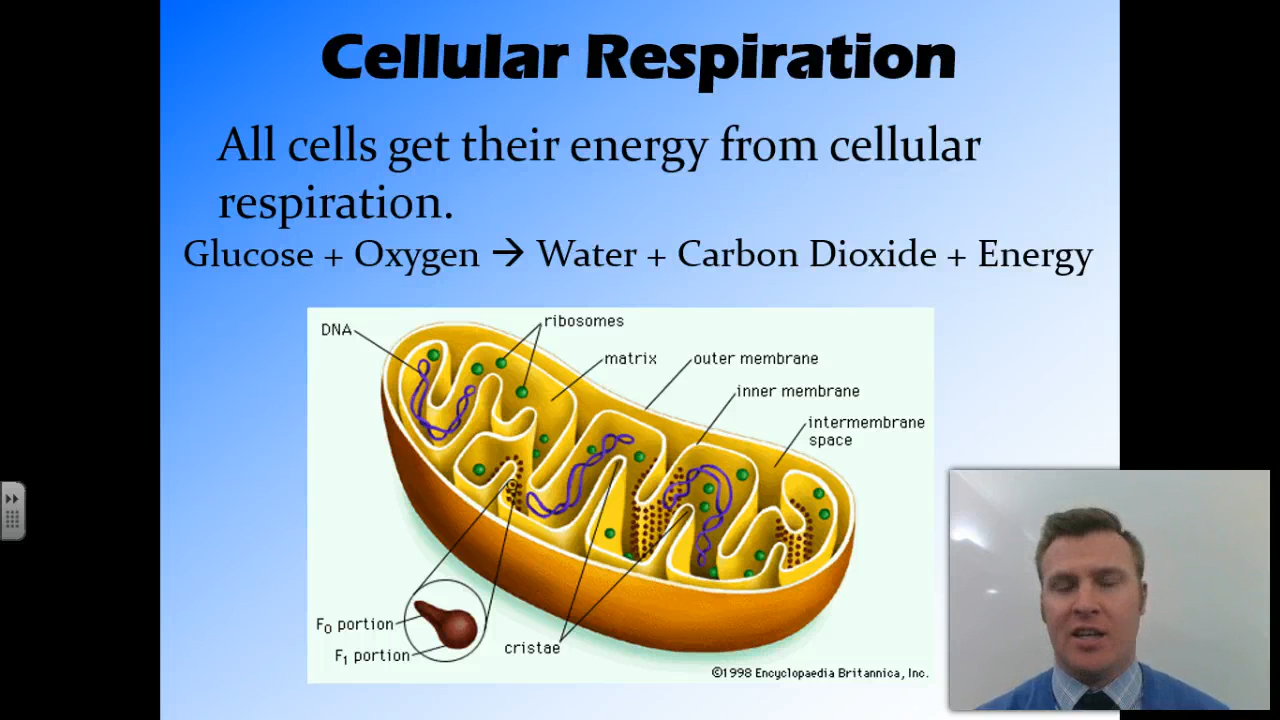 Cellular Respiration
All cells get their energy from cellular
respiration.
Glucose + Oxygen → Water + Carbon Dioxide + Energy
DNA
ribosomes
matrix
outer membrane
inner membrane
intermembrane
space
F0 portion
F1 portion
cristae
©1998 Encyclopaedia Britannica, Inc.